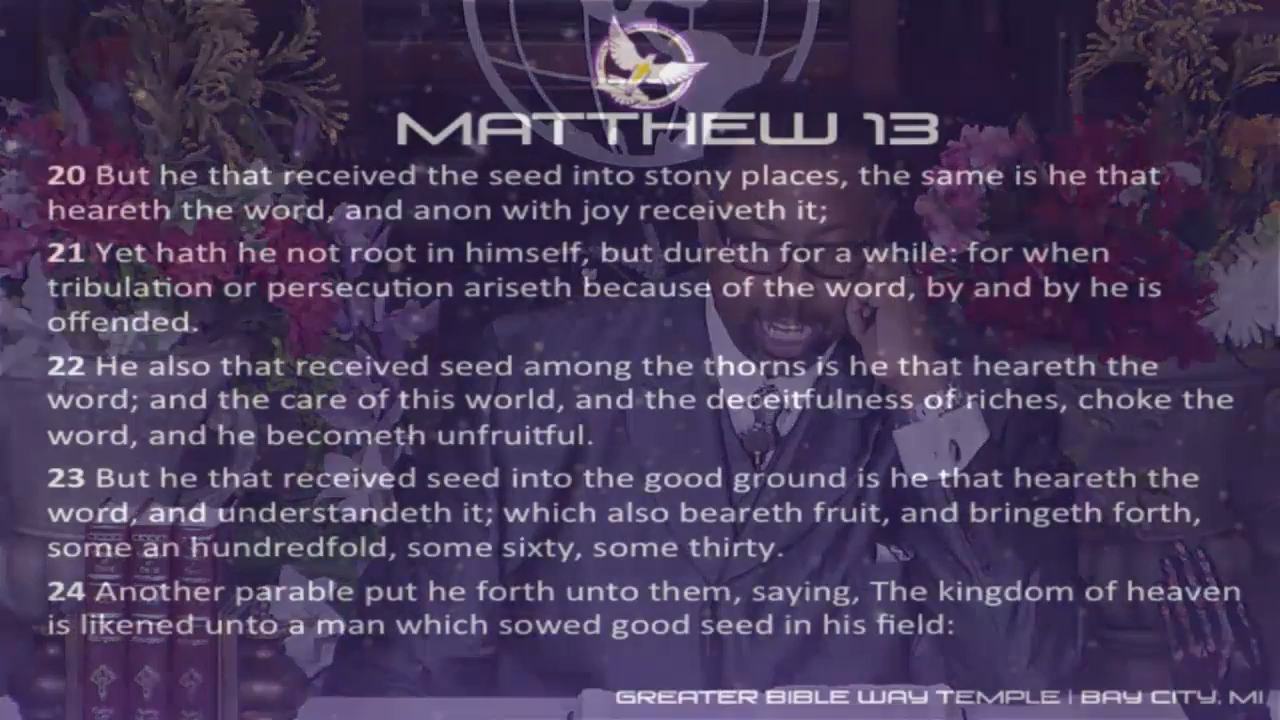 MATTHEW 13
20 But he that received the seed into stony places, the same is he that
heareth the word, and anon with joy receiveth it;
21 Yet hath he not root in himself, but dureth for a while: for when
tribulation or persecution ariseth because of the word, by and by he is
offended.
22 He also that received seed among the thorns is he that heareth the
word; and the care of this world, and the deceitfulness of riches, choke the
word, and he becometh unfruitful.
23 But he that received seed into the good ground is he that heareth the
word, and understandeth it; which also beareth fruit, and bringeth forth,
some an hundredfold, some sixty, some thirty.
24 Another parable put he forth unto them, saying, The kingdom of heaven
is likened unto a man which sowed good seed in his field:
GREATER BIBLE WAY TEMPLE | BAY CITY, MI